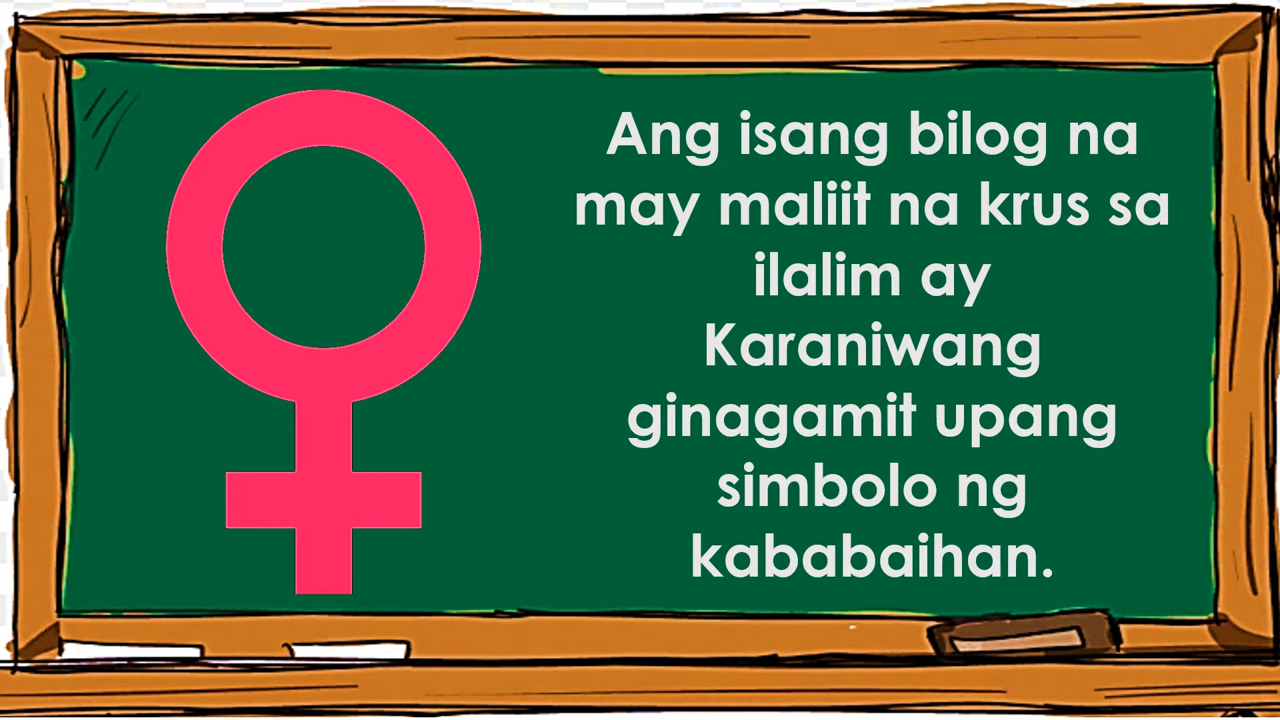 Ang isang bilog na
may maliit na krus sa
ilalim ay
Karaniwang
ginagamit upang
simbolo ng
kababaihan.